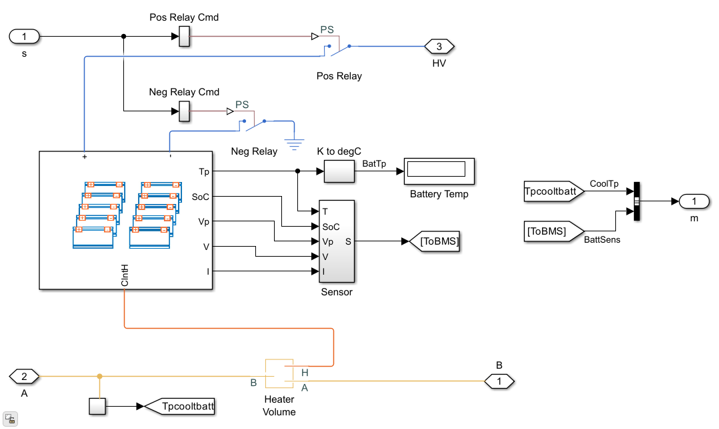 Pos Relay Cmd
1
s
PS
3
HV
Pos Relay
Neg Relay Cmd
PS
Neg Relay
+
-
ClntH
Tp
SoC
Vp
V
I
K to degC
BatTp
Battery Temp
T
SoC
Vp
V
I
S
Sensor
[ToBMS]
Tpcooltbatt
CoolTp
[ToBMS]
BattSens
1
m
2
A
B
H
A
Heater
Volume
B
1
Tpcooltbatt